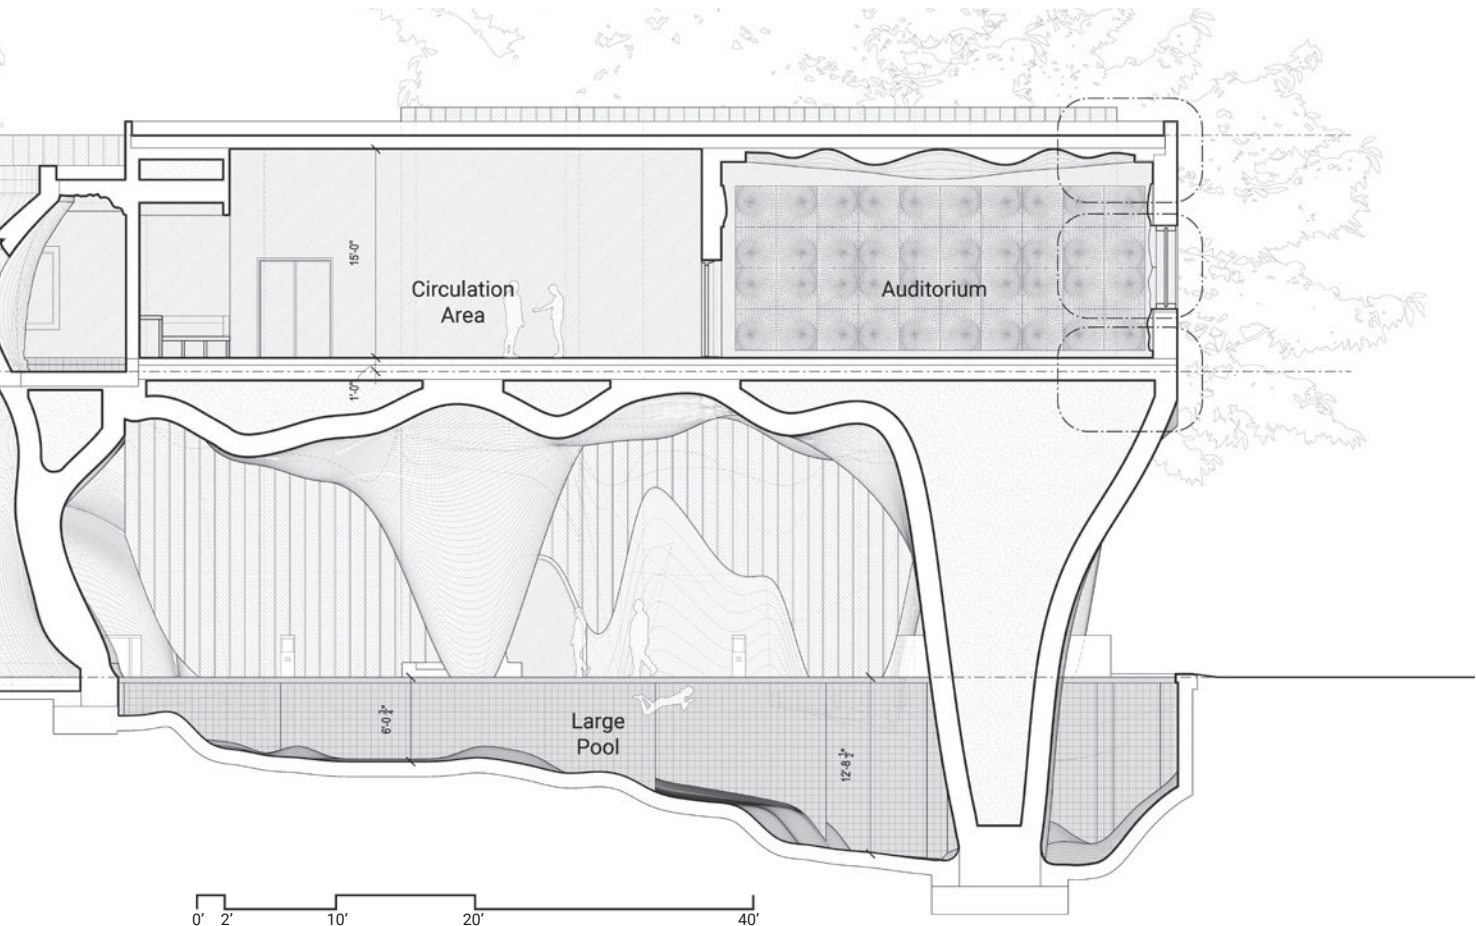 15'-0"
Circulation
Area
Auditorium
1'-0"
6'-0 3/4"
Large
Pool
12'-8 1/2"
0' 2' 10' 20' 40'